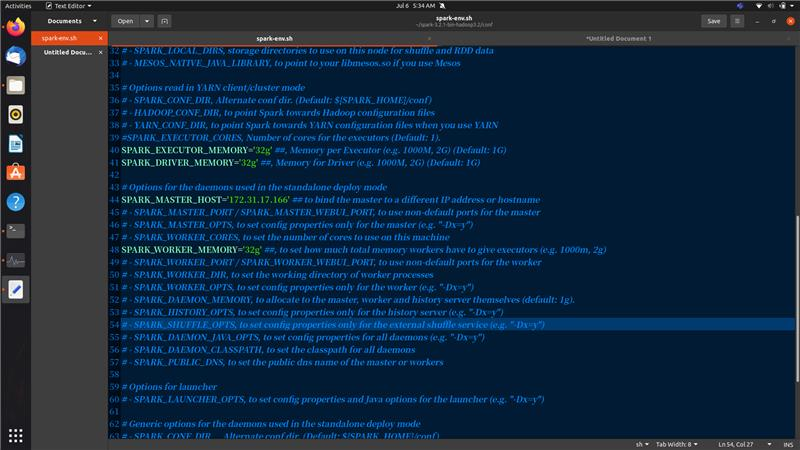 Activities
Text Editor
Jul 6 5:34 AM
Documents
Open
spark-env.sh
~/spark-3.2.1-bin-hadoop3.2/conf
Save
spark-env.sh
Untitled Docu...
spark-env.sh
*Untitled Document 1
32 # - SPARK_LOCAL_DIRS, storage directories to use on this node for shuffle and RDD data
33 # - MESOS_NATIVE_JAVA_LIBRARY, to point to your libmesos.so if you use Mesos
34
35 # Options read in YARN client/cluster mode
36 # - SPARK_CONF_DIR, Alternate conf dir. (Default: ${SPARK_HOME}/conf)
37 # - HADOOP_CONF_DIR, to point Spark towards Hadoop configuration files
38 # - YARN_CONF_DIR, to point Spark towards YARN configuration files when you use YARN
39 #SPARK_EXECUTOR_CORES, Number of cores for the executors (Default: 1).
40 SPARK_EXECUTOR_MEMORY='32g' ##, Memory per Executor (e.g. 1000M, 2G) (Default: 1G)
41 SPARK_DRIVER_MEMORY='32g' ##, Memory for Driver (e.g. 1000M, 2G) (Default: 1G)
42
43 # Options for the daemons used in the standalone deploy mode
44 SPARK_MASTER_HOST='172.31.17.166' ## to bind the master to a different IP address or hostname
45 # - SPARK_MASTER_PORT / SPARK_MASTER_WEBUI_PORT, to use non-default ports for the master
46 # - SPARK_MASTER_OPTS, to set config properties only for the master (e.g. "-Dx=y")
47 # - SPARK_WORKER_CORES, to set the number of cores to use on this machine
48 SPARK_WORKER_MEMORY='32g' ##, to set how much total memory workers have to give executors (e.g. 1000m, 2g)
49 # - SPARK_WORKER_PORT / SPARK_WORKER_WEBUI_PORT, to use non-default ports for the worker
50 # - SPARK_WORKER_DIR, to set the working directory of worker processes
51 # - SPARK_WORKER_OPTS, to set config properties only for the worker (e.g. "-Dx=y")
52 # - SPARK_DAEMON_MEMORY, to allocate to the master, worker and history server themselves (default: 1g).
53 # - SPARK_HISTORY_OPTS, to set config properties only for the history server (e.g. "-Dx=y")
54 # - SPARK_SHUFFLE_OPTS, to set config properties only for the external shuffle service (e.g. "-Dx=y")
55 # - SPARK_DAEMON_JAVA_OPTS, to set config properties for all daemons (e.g. "-Dx=y")
56 # - SPARK_DAEMON_CLASSPATH, to set the classpath for all daemons
57 # - SPARK_PUBLIC_DNS, to set the public dns name of the master or workers
58
59 # Options for launcher
60 # - SPARK_LAUNCHER_OPTS, to set config properties and Java options for the launcher (e.g. "-Dx=y")
61
62 # Generic options for the daemons used in the standalone deploy mode
63 # - SPARK_CONF_DIR Alternate conf dir. (Default: ${SPARK_HOME}/conf)
sh
Tab Width: 8
Ln 54, Col 27
INS